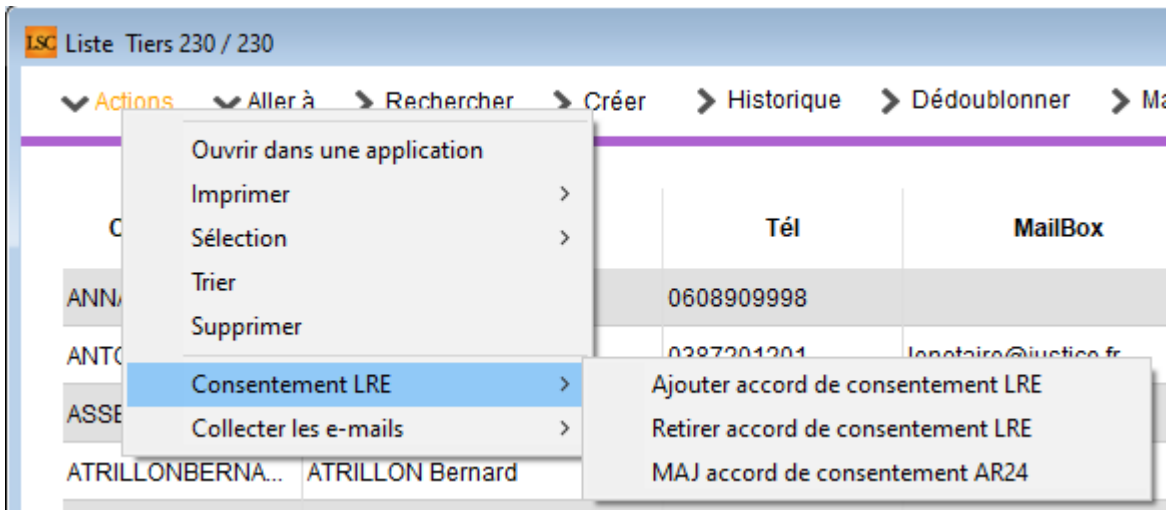 LSC Liste Tiers 230 / 230
Actions Aller à Rechercher Créer Historique Dédoublonner
Ouvrir dans une application
Imprimer
Sélection
Trier
Supprimer
Consentement LRE
Collecter les e-mails
Ajouter accord de consentement LRE
Retirer accord de consentement LRE
MAJ accord de consentement AR24
Tél MailBox
0608909998
0387201201
ATRILLONBERNA... ATRILLON Bernard